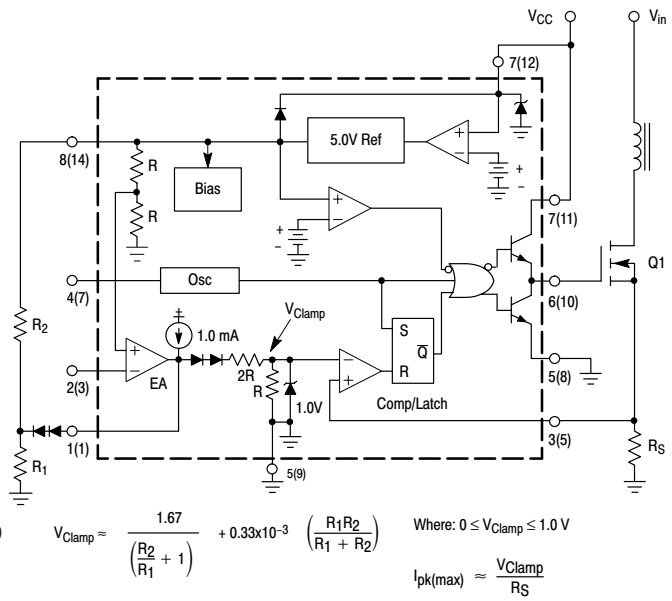 VCC
Vin
7(12)
5.0V Ref
+
−
+
−
8(14)
R
Bias
R
+
−
+
−
7(11)
Q1
4(7)
Osc
6(10)
VClamp
R2
1.0 mA
S
Q
R
+
−
EA
2R
R
−
+
2(3)
1.0V
Comp/Latch
5(8)
1(1)
3(5)
R1
5(9)
RS
) VClamp ≈ 1.67 / (R2/R1 + 1) + 0.33x10−3 (R1R2 / R1 + R2) Where: 0 ≤ VClamp ≤ 1.0 V
Ipk(max) ≈ VClamp / RS